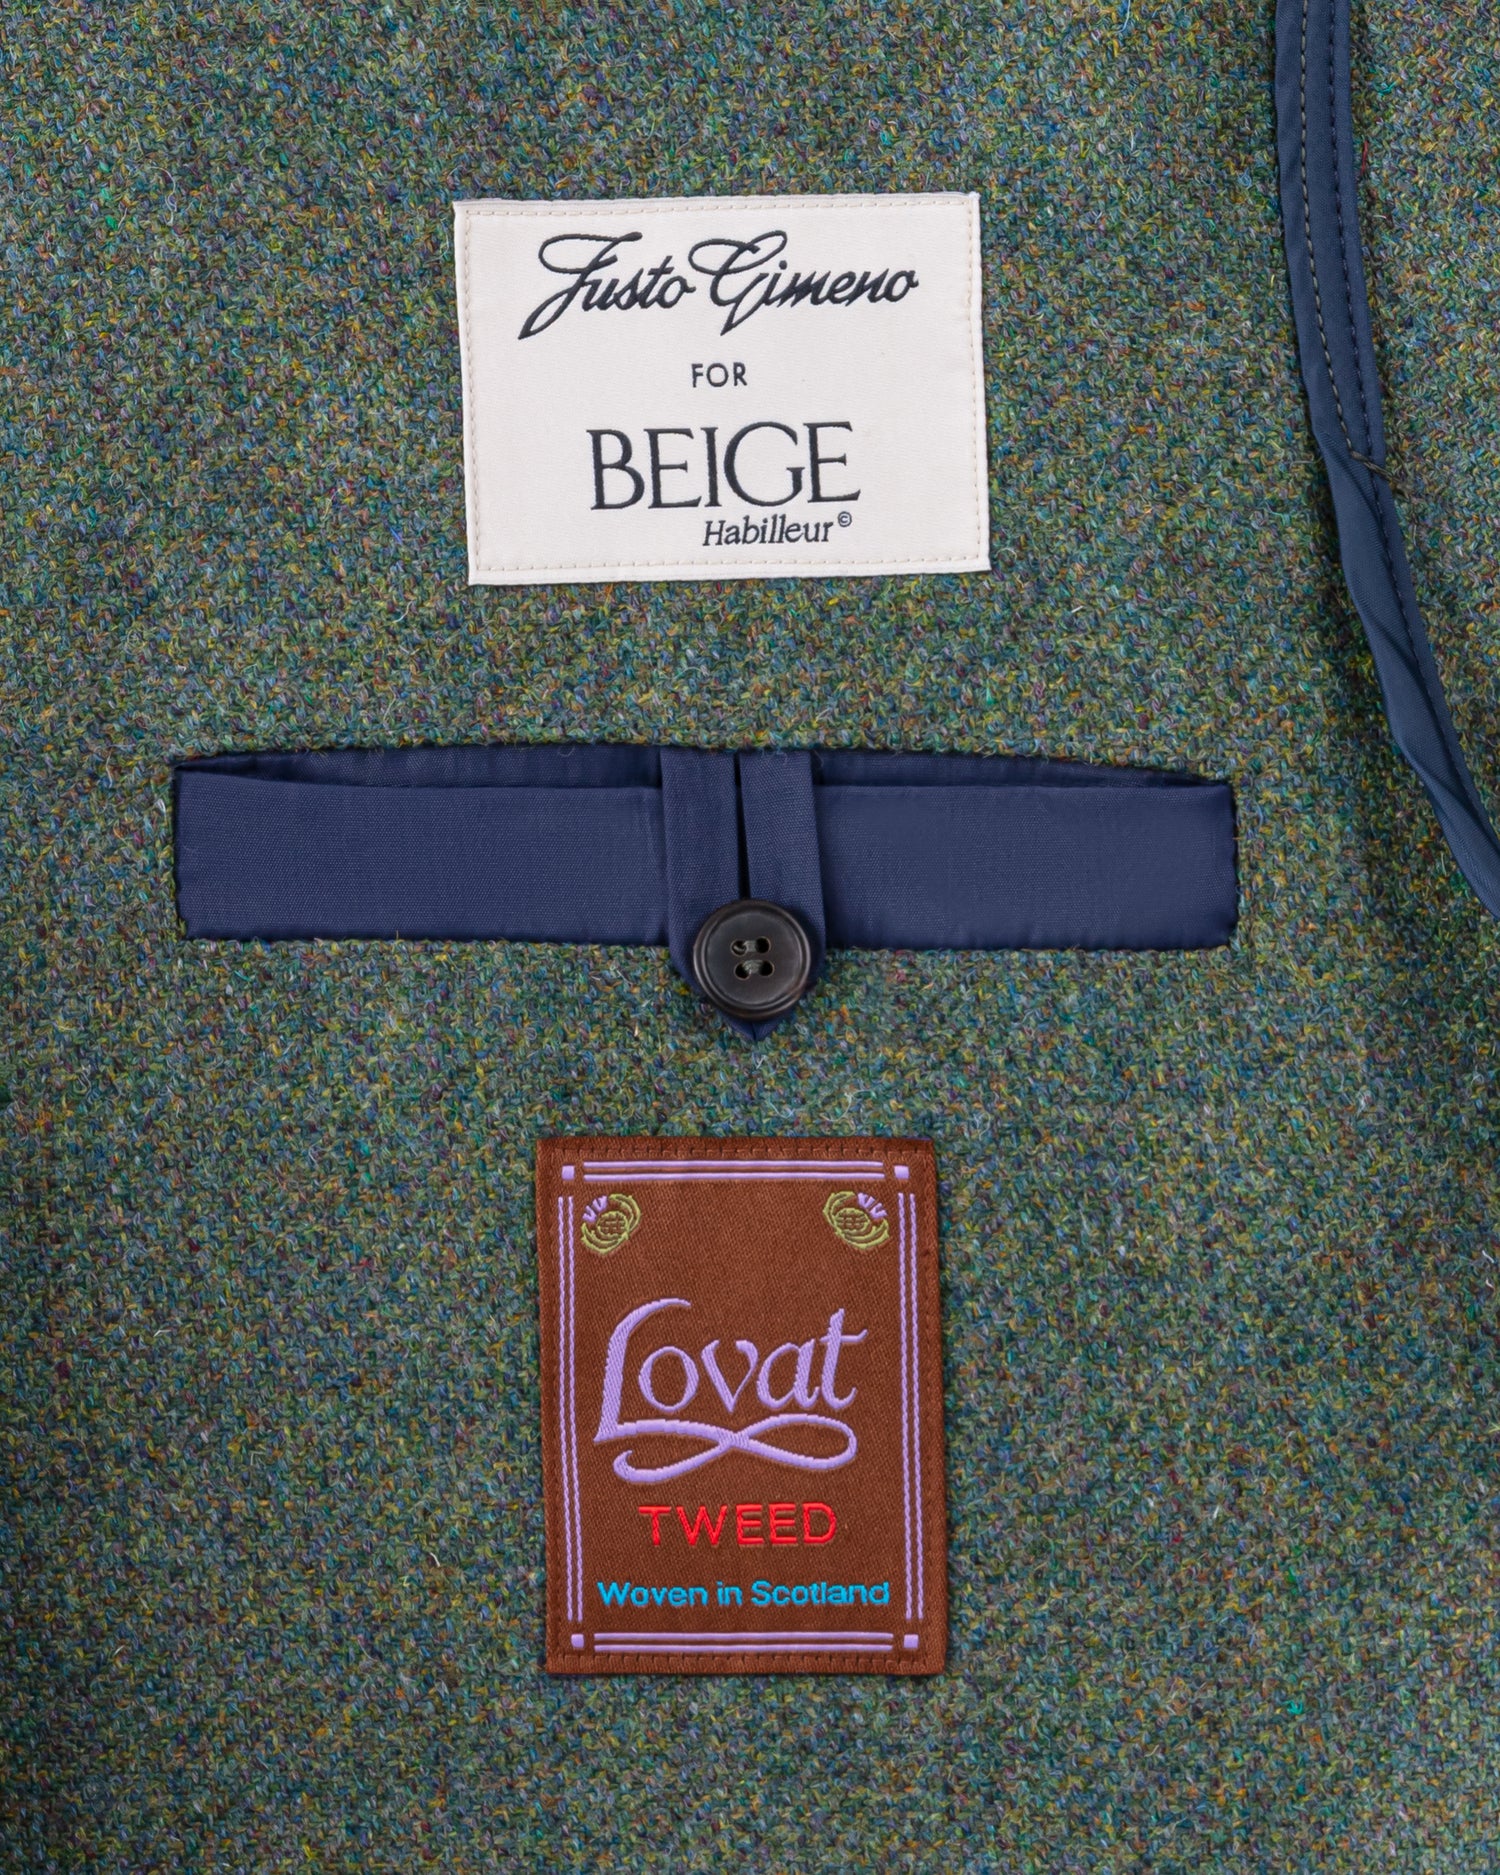 Justo Gimeno
FOR
BEIGE
Habilleur©
Lovat
TWEED
Woven in Scotland